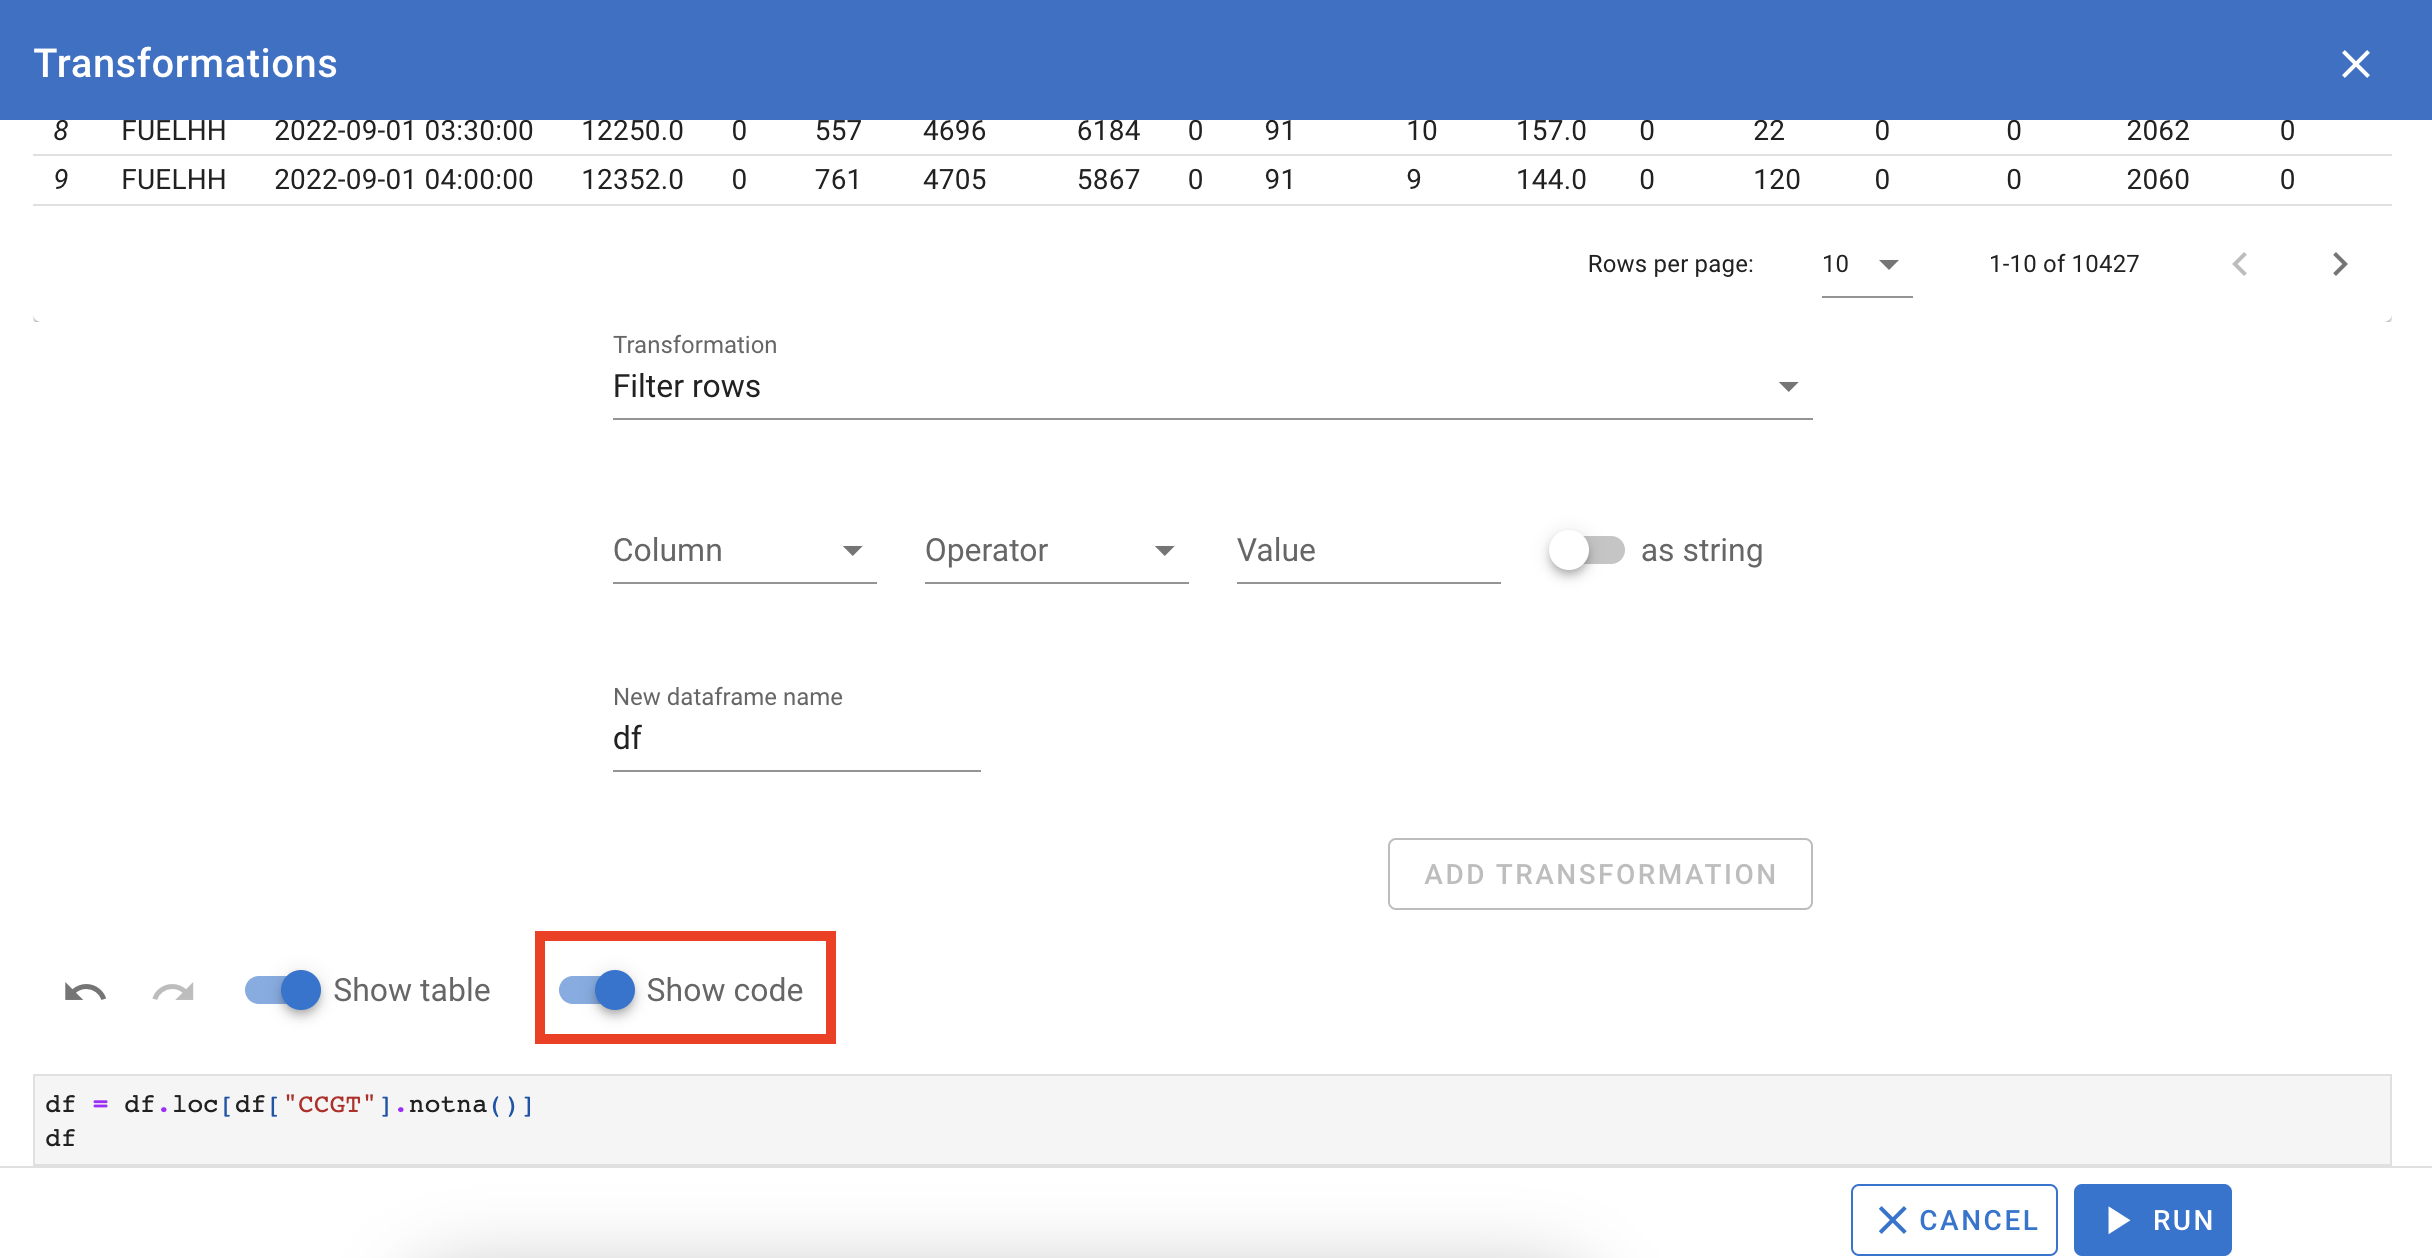 Transformations
8 FUELHH 2022-09-01 03:30:00 12250.0 0 557 4696 6184 0 91 10 157.0 0 22 0 0 2062 0
9 FUELHH 2022-09-01 04:00:00 12352.0 0 761 4705 5867 0 91 9 144.0 0 120 0 0 2060 0
Rows per page: 10 1-10 of 10427
Transformation
Filter rows
Column Operator Value as string
New dataframe name
df
ADD TRANSFORMATION
Show table Show code
df = df.loc[df["CCGT"].notna()]
df
CANCEL RUN